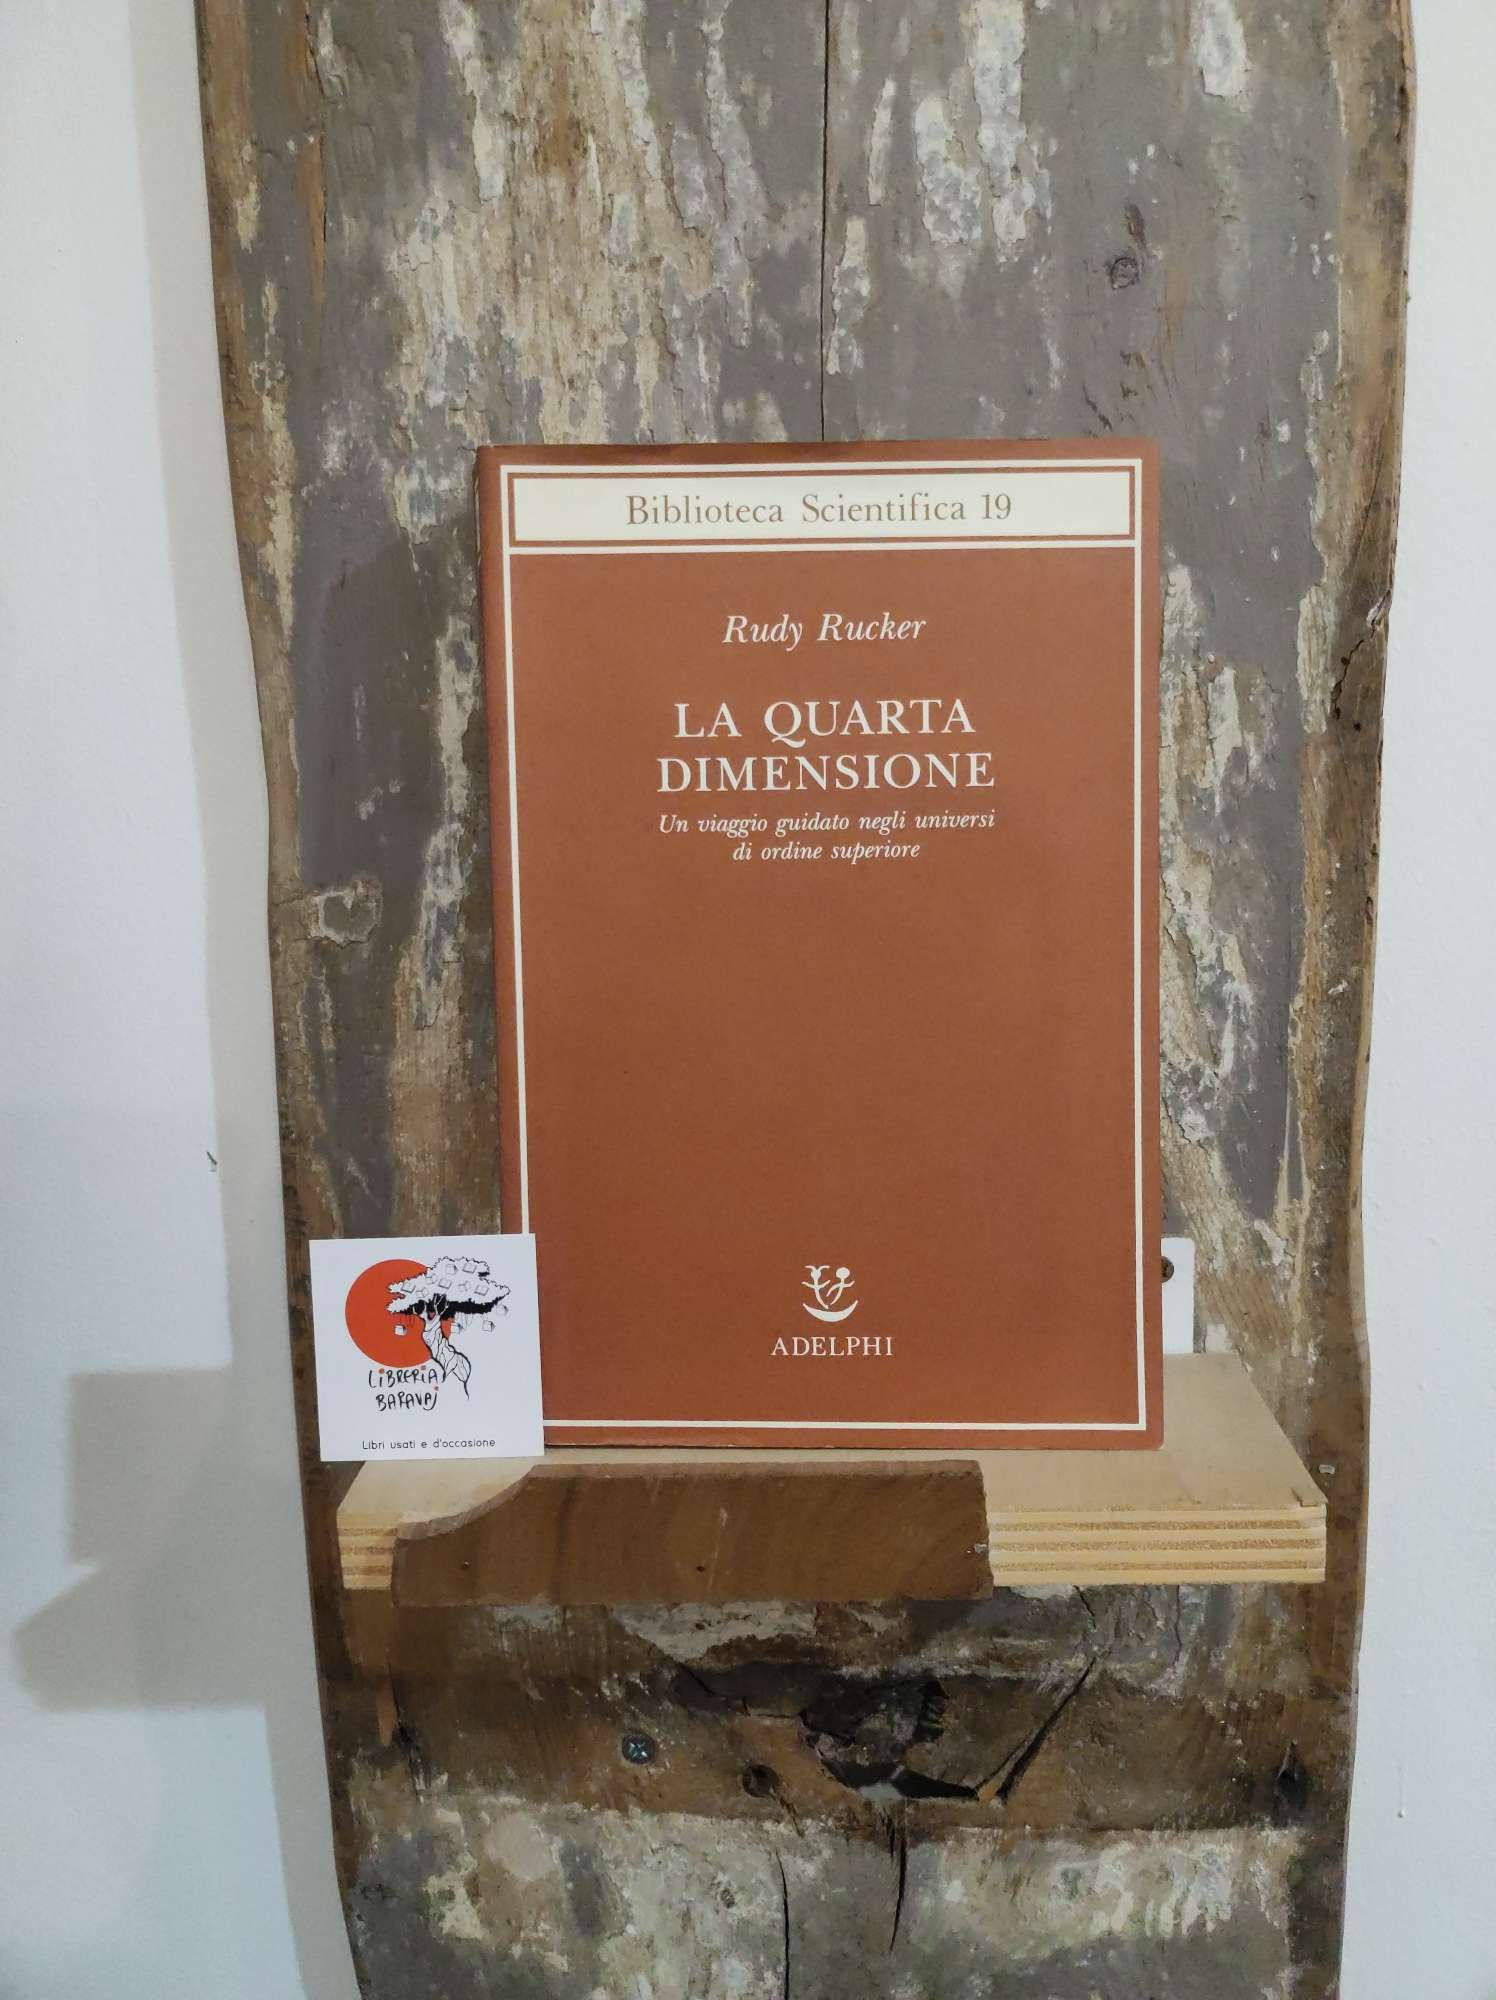 Biblioteca Scientifica 19
Rudy Rucker
LA QUARTA
DIMENSIONE
Un viaggio guidato negli universi
di ordine superiore
ADELPHI
LiBReRiA
BARAVAj
Libri usati e d'occasione